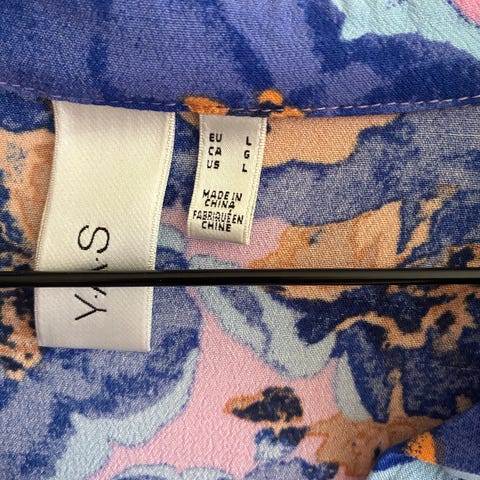 Y.A.S
EU L
CA G
US L
MADE IN
CHINA
FABRIQUÉ EN
CHINE